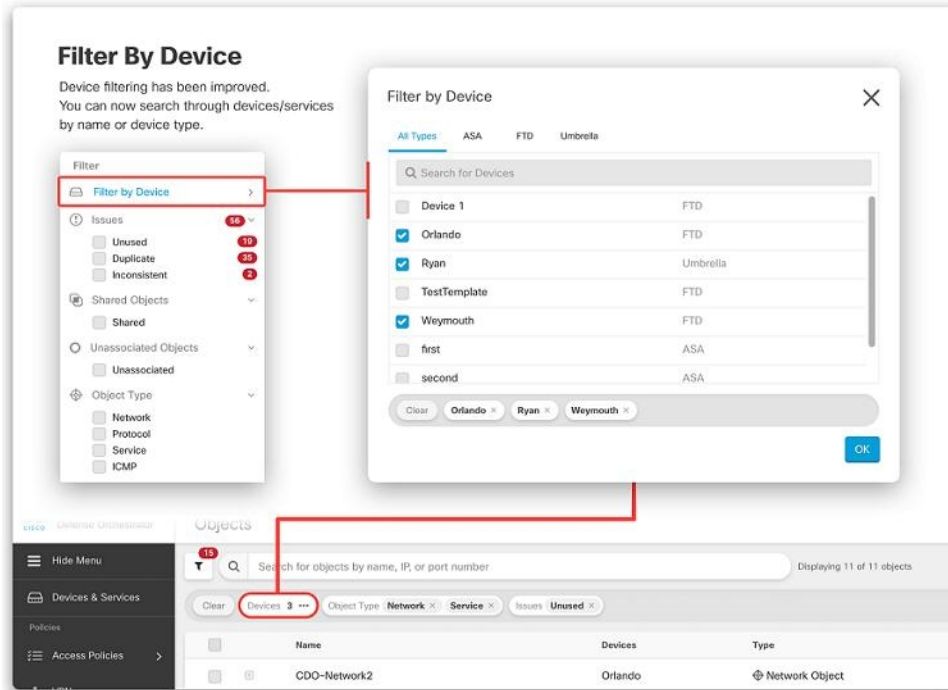 Filter By Device
Device filtering has been improved.
You can now search through devices/services
by name or device type.
Filter
Filter by Device
Issues 56
Unused 19
Duplicate 35
Inconsistent 2
Shared Objects
Shared
Unassociated Objects
Unassociated
Object Type
Network
Protocol
Service
ICMP
Filter by Device
All Types ASA FTD Umbrella
Search for Devices
Device 1 FTD
Orlando FTD
Ryan Umbrella
TestTemplate FTD
Weymouth FTD
first ASA
second ASA
Clear Orlando × Ryan × Weymouth ×
OK
CISCO Defense Orchestrator Objects
Hide Menu
Devices & Services
Policies
Access Policies
15
Search for objects by name, IP, or port number
Displaying 11 of 11 objects
Clear Devices 3 ••• Object Type Network × Service × Issues Unused ×
Name Devices Type
CDO-Network2 Orlando Network Object